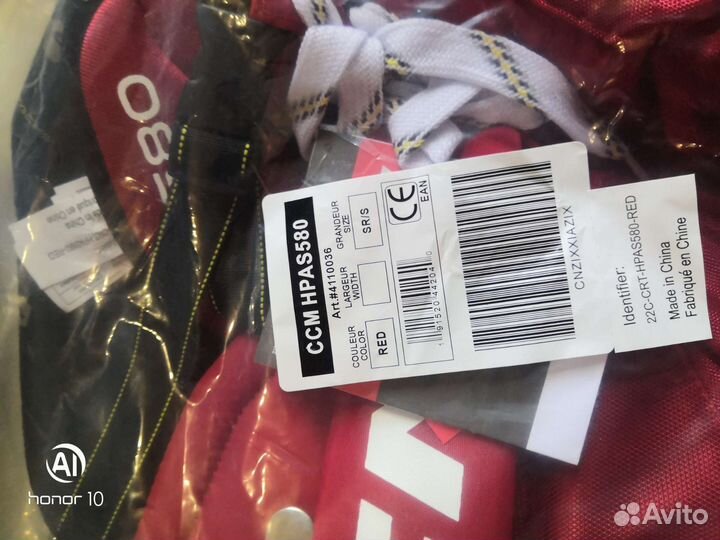 CCM HPAS580
Art.#4110036
COULEUR
COLOR
RED
LARGEUR
WIDTH
GRANDEUR
SIZE
SR/S
CE
EAN
CNZIXXIAZIX
Identifier:
22C-CRT-HPAS580-RED
Made in China
Fabriqué en Chine
580
AI
HONOR 10
Avito